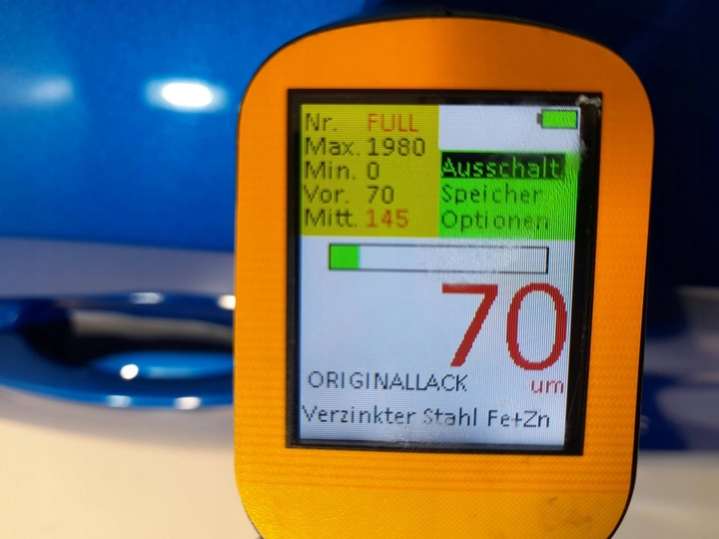 Nr. FULL
Max. 1980
Min. 0
Vor. 70
Mitt. 145
Ausschalt.
Speicher
Optionen
70
um
ORIGINALLACK
Verzinkter Stahl Fe+Zn